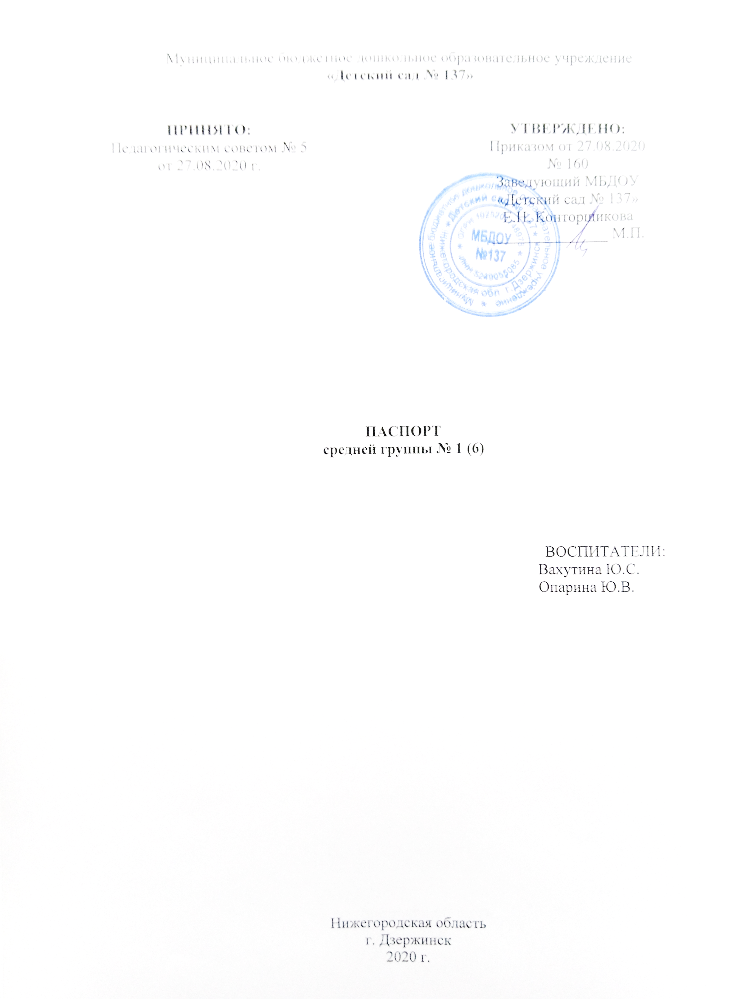 Муниципальное бюджетное дошкольное образовательное учреждение
«Детский сад № 137»
ПРИНЯТО:
Педагогическим советом № 5
от 27.08.2020 г.
УТВЕРЖДЕНО:
Приказом от 27.08.2020
№ 160
Заведующий МБДОУ
«Детский сад № 137»
Е.Н. Конторщикова
М.П.
Муниципальное бюджетное дошкольное образовательное учреждение
Детский сад № 137
Нижегородская обл г.Дзержинск
ИНН 5249055085
ОГРН
МБДОУ
№137
ПАСПОРТ
средней группы № 1 (6)
ВОСПИТАТЕЛИ:
Вахутина Ю.С.
Опарина Ю.В.
Нижегородская область
г. Дзержинск
2020 г.